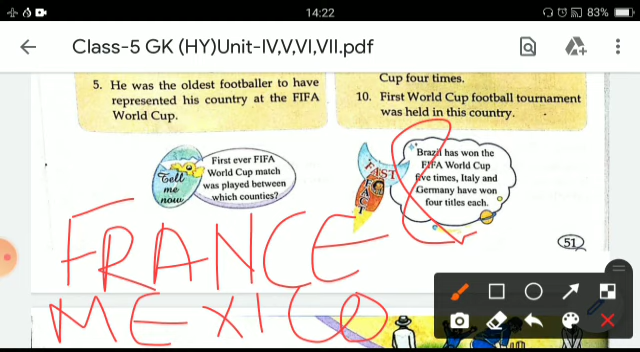 14:22
83%
Class-5 GK (HY)Unit-IV,V,VI,VII.pdf
5. He was the oldest footballer to have
represented his country at the FIFA
World Cup.
Cup four times.
10. First World Cup football tournament
was held in this country.
Tell
me
now
First ever FIFA
World Cup match
was played between
which counties?
FAST
FACT
Brazil has won the
FIFA World Cup
five times, Italy and
Germany have won
four titles each.
51
FRANCE
MEXICO